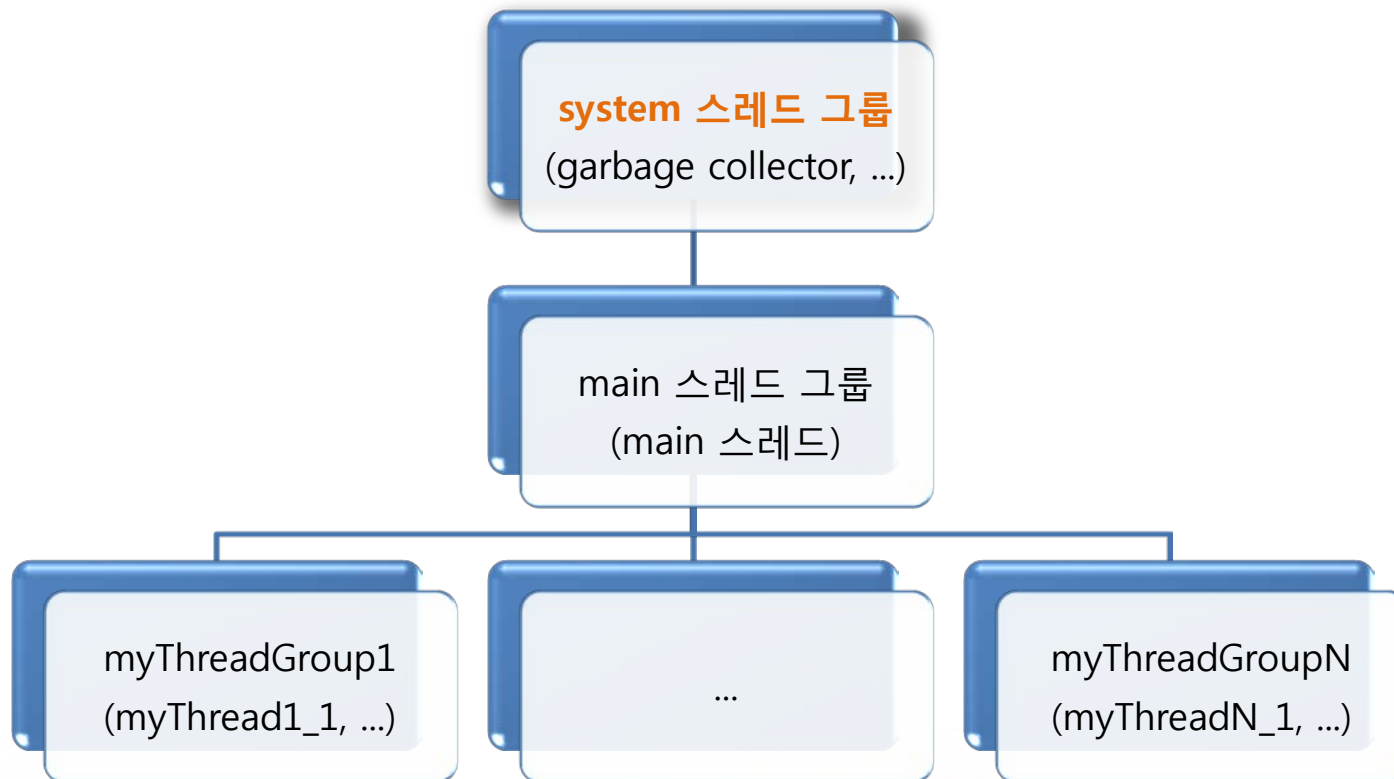 system 스레드 그룹
(garbage collector, ...)
main 스레드 그룹
(main 스레드)
myThreadGroup1
(myThread1_1, ...)
...
myThreadGroupN
(myThreadN_1, ...)